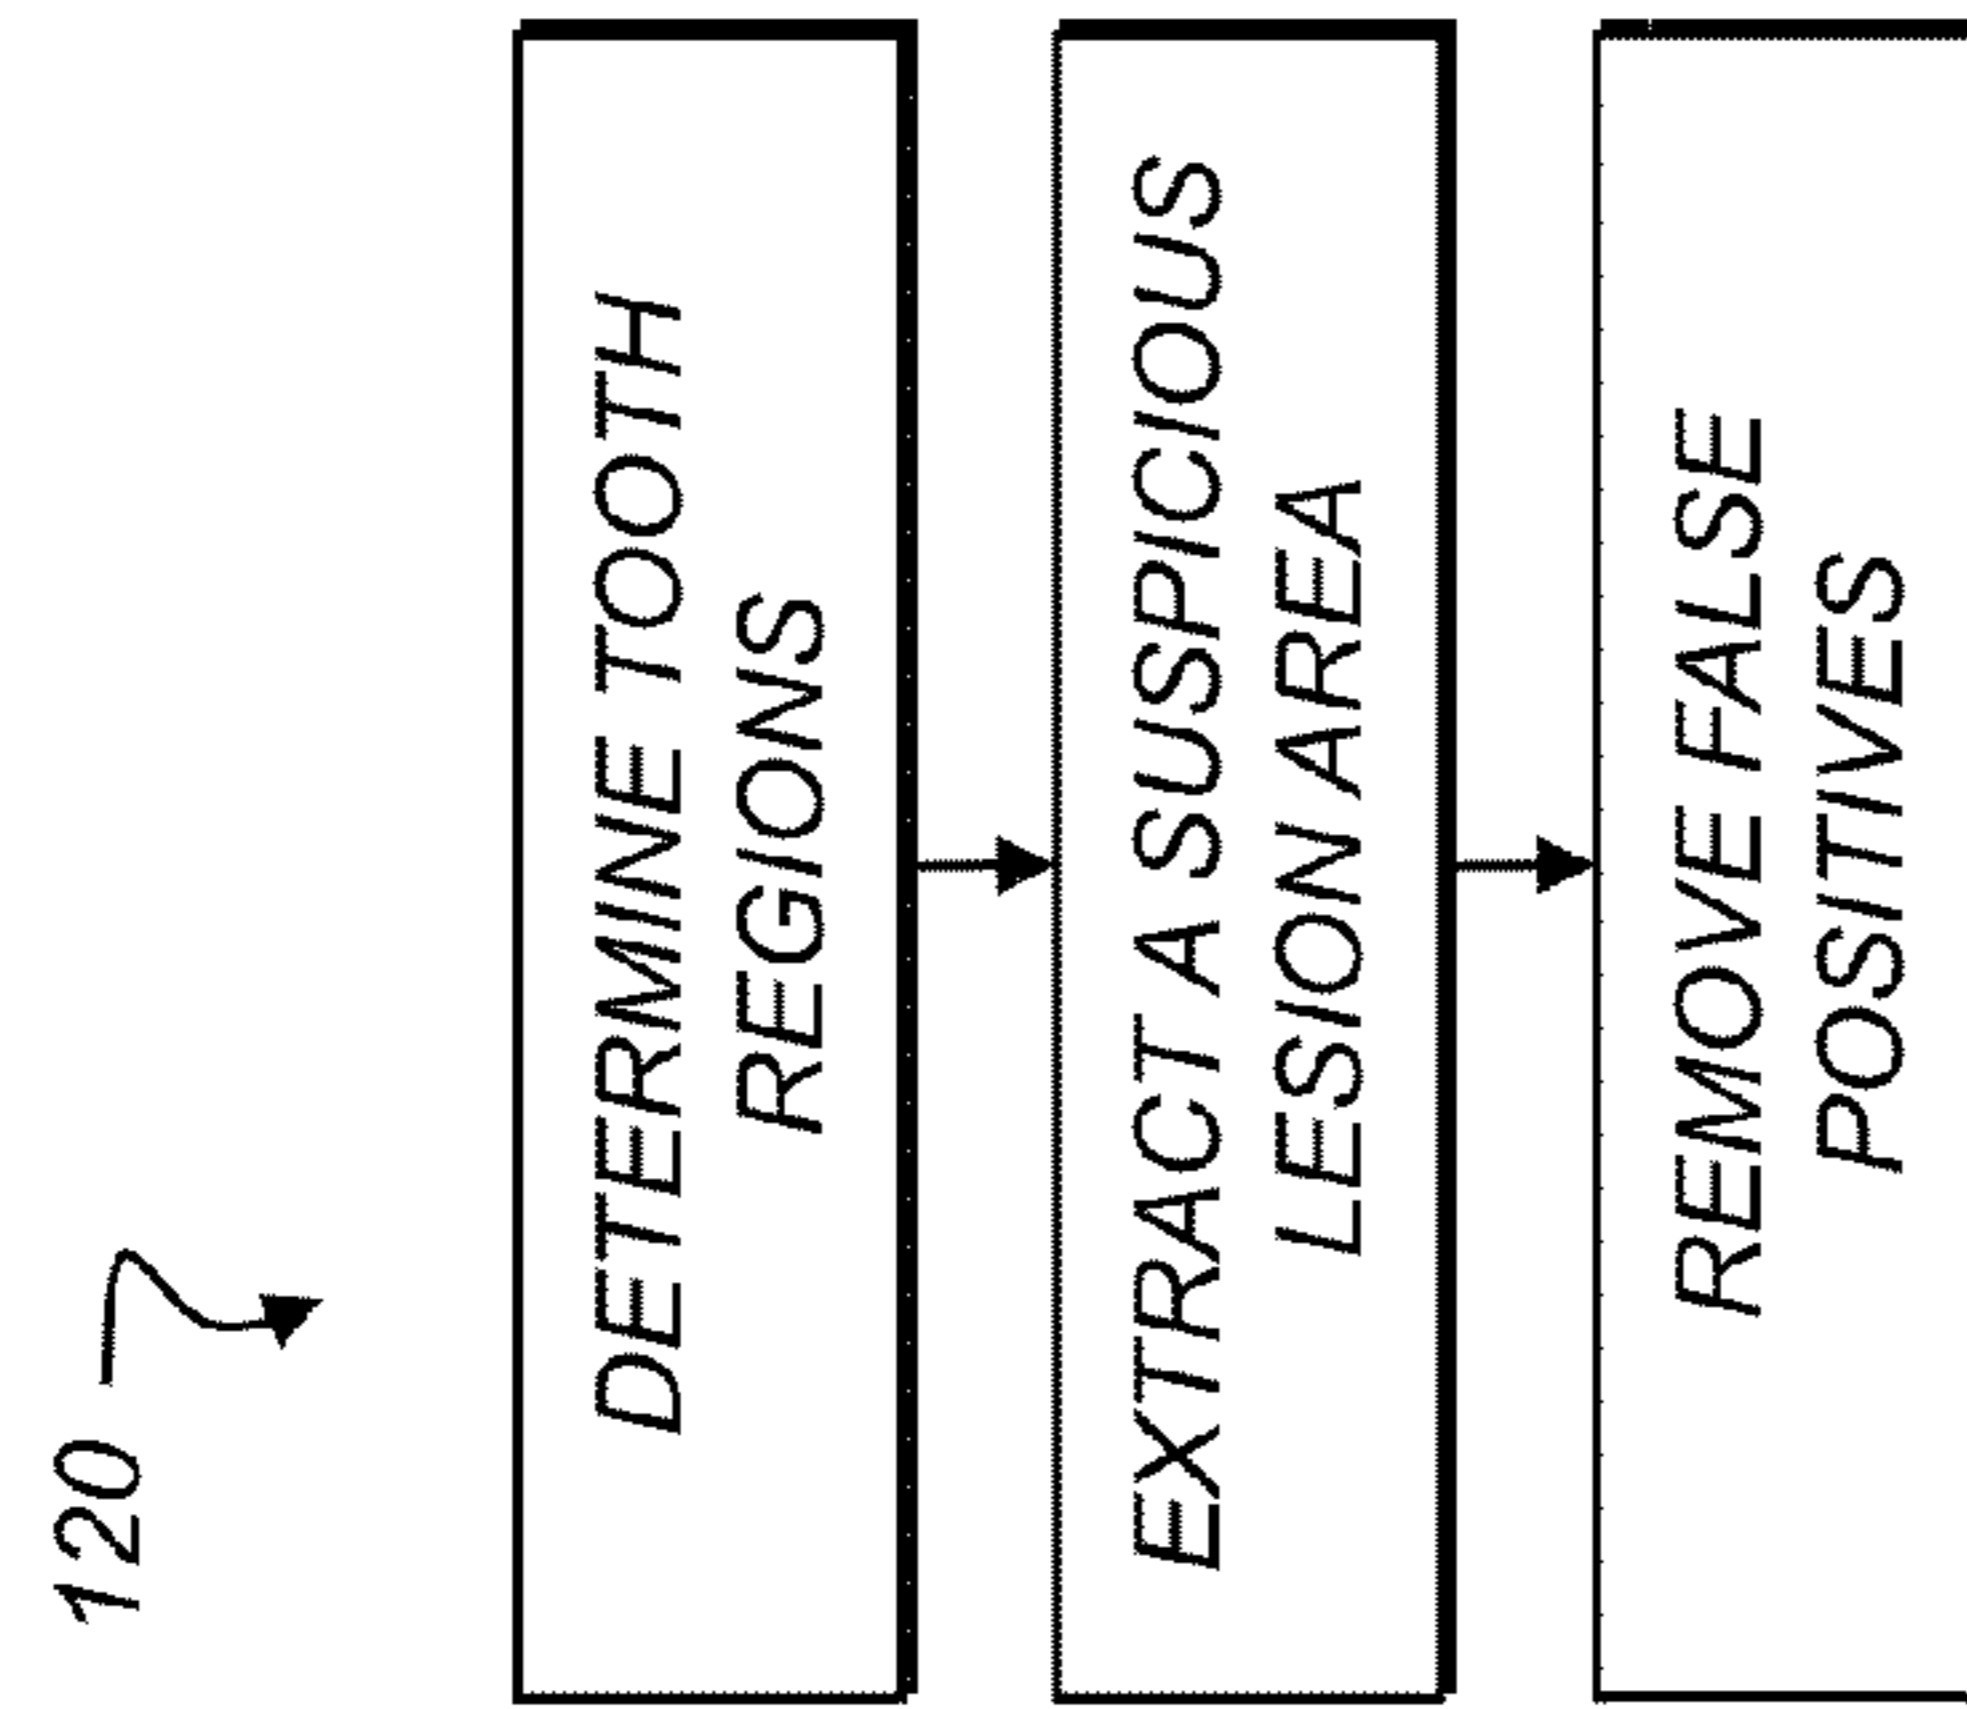 120
DETERMINE TOOTH
REGIONS
EXTRACT A SUSPICIOUS
LESION AREA
REMOVE FALSE
POSITIVES